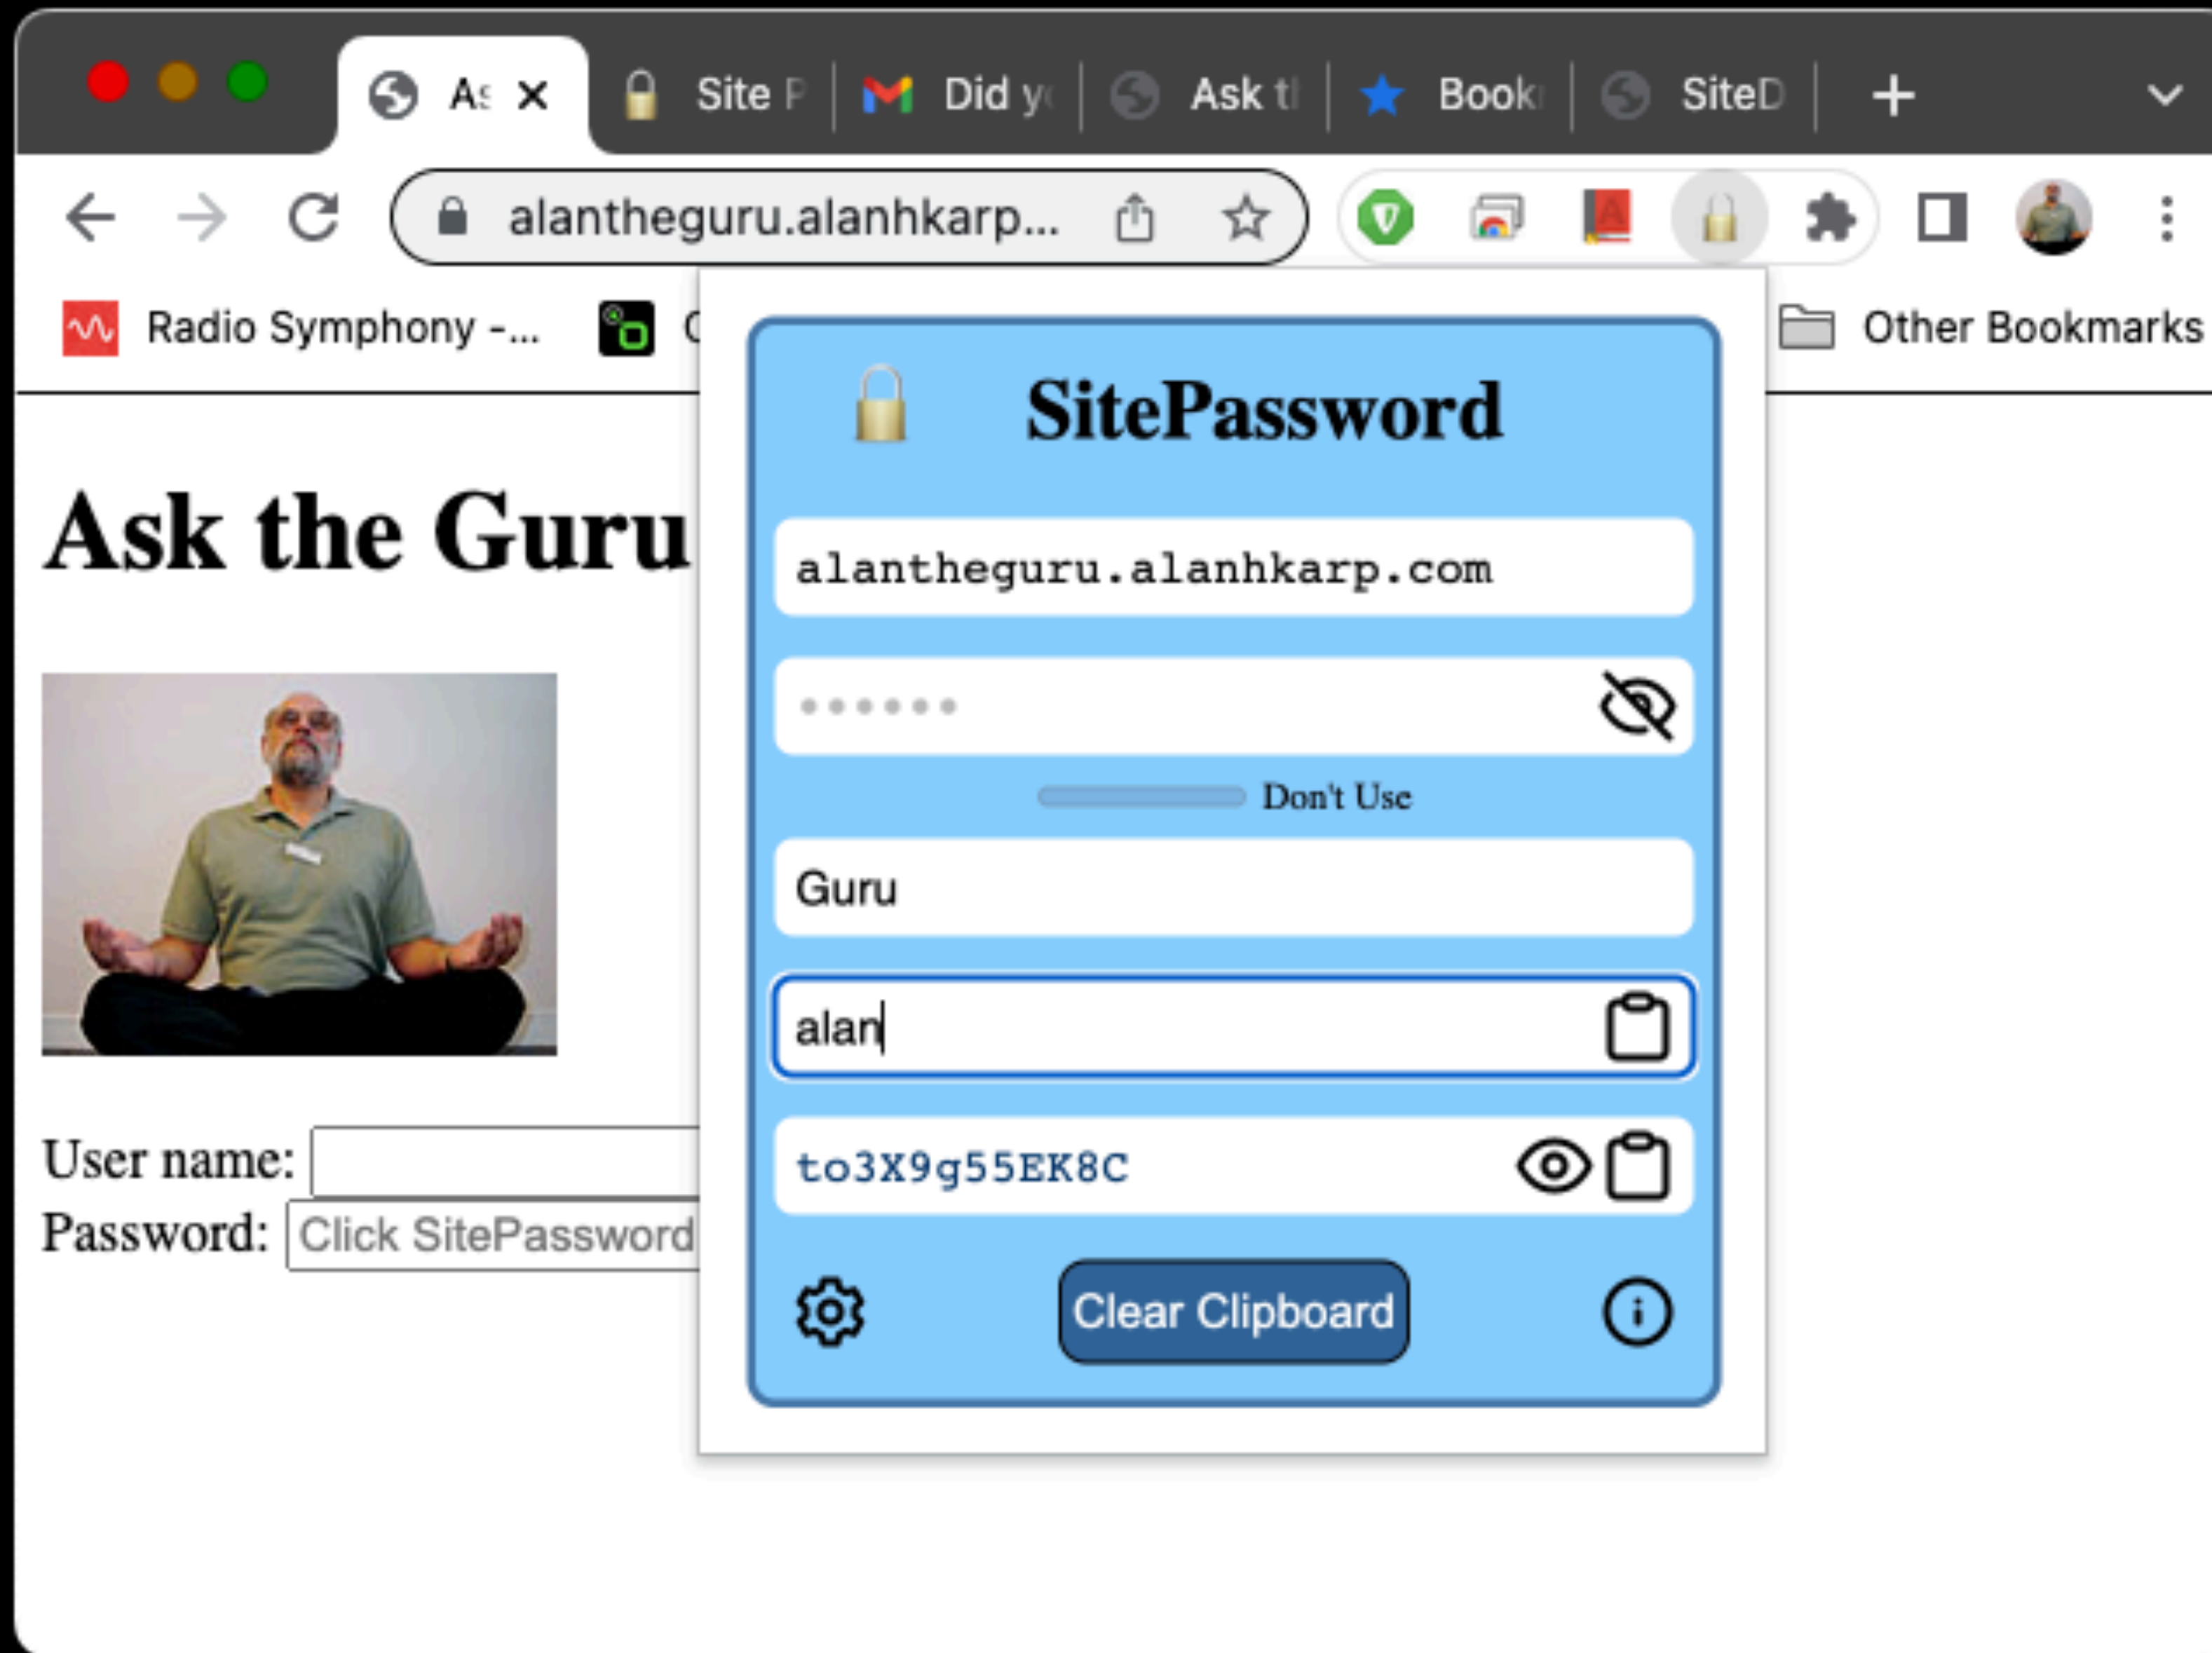 As
Site P
Did y
Ask t
Book
SiteD
alantheguru.alanhkarp...
Radio Symphony -...
Other Bookmarks
SitePassword
Ask the Guru
alantheguru.alanhkarp.com
Don't Use
Guru
alan
User name:
to3X9g55EK8C
Password: Click SitePassword
Clear Clipboard